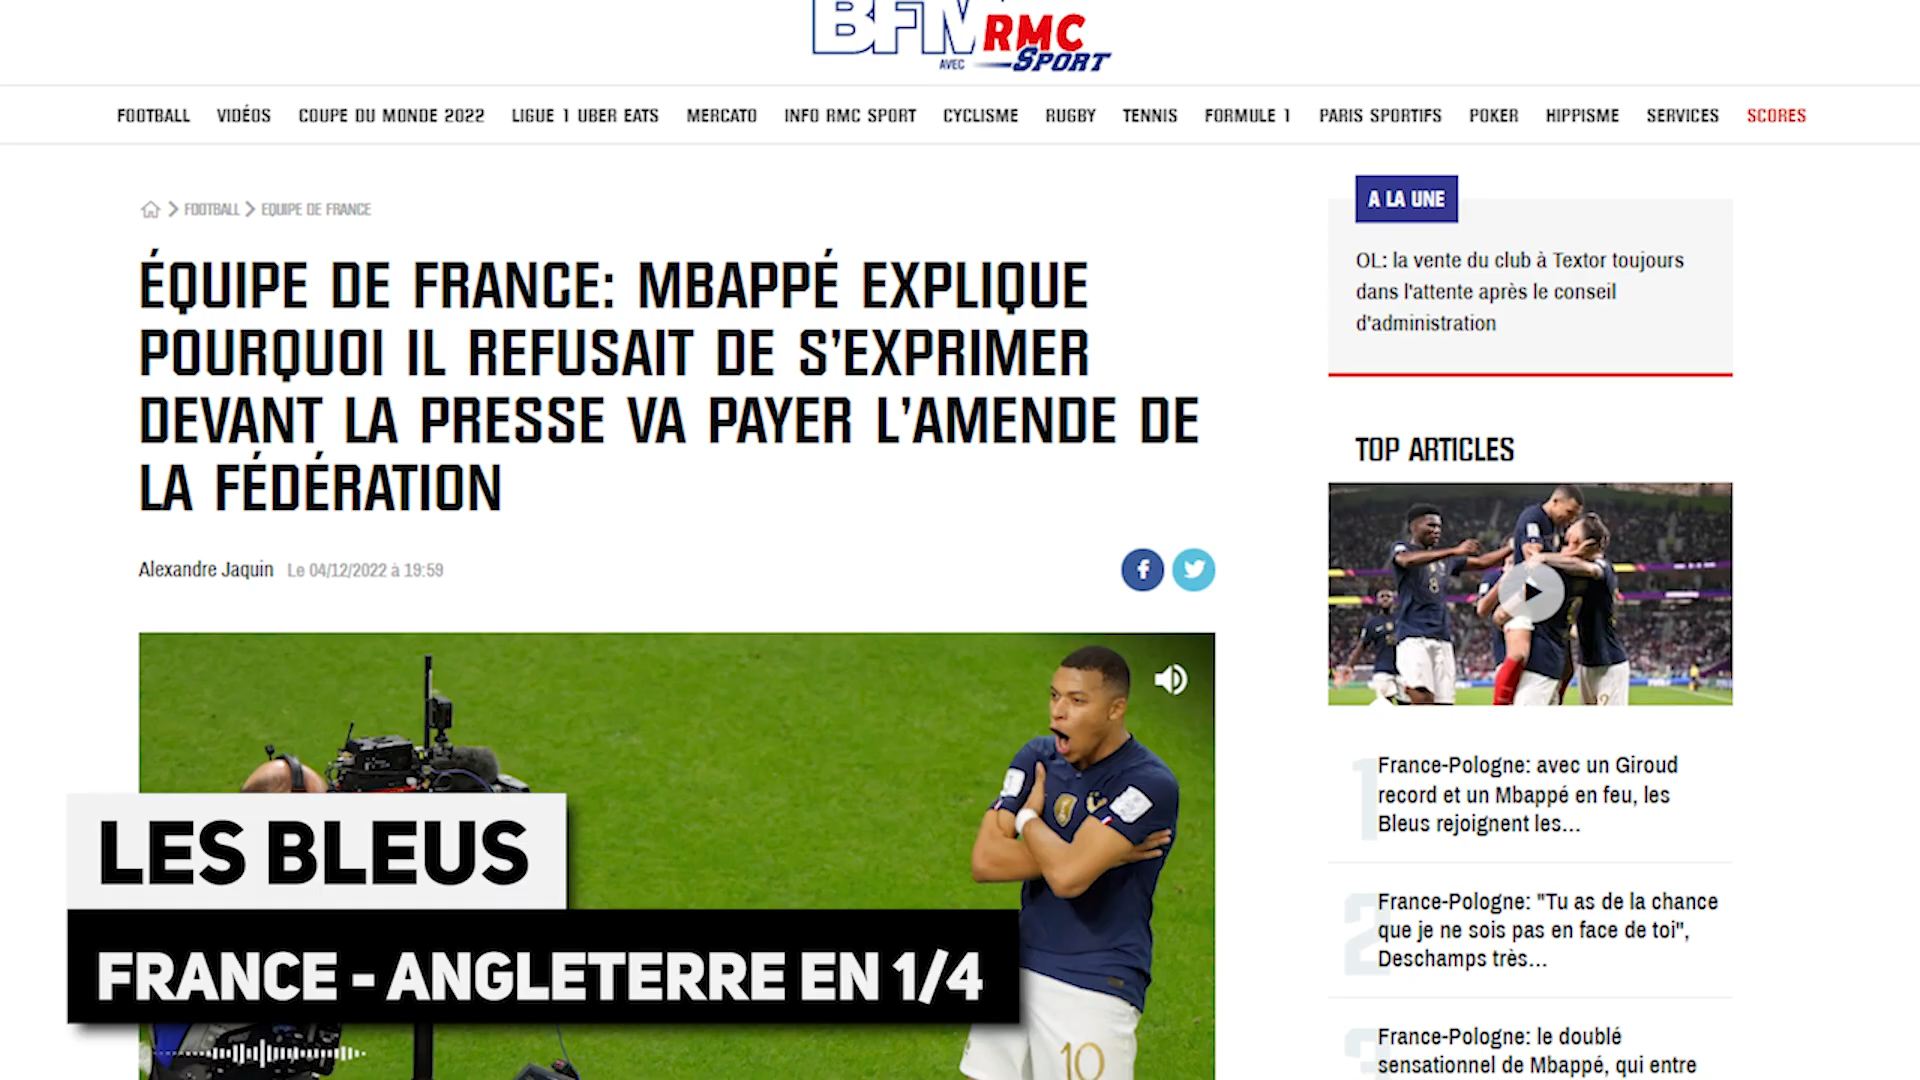 BFM
RMC
AVEC SPORT
FOOTBALL VIDÉOS COUPE DU MONDE 2022 LIGUE 1 UBER EATS MERCATO INFO RMC SPORT CYCLISME RUGBY TENNIS FORMULE 1 PARIS SPORTIFS POKER HIPPISME SERVICES SCORES
FOOTBALL EQUIPE DE FRANCE
ÉQUIPE DE FRANCE: MBAPPÉ EXPLIQUE
POURQUOI IL REFUSAIT DE S’EXPRIMER
DEVANT LA PRESSE VA PAYER L’AMENDE DE
LA FÉDÉRATION
Alexandre Jaquin Le 04/12/2022 à 19:59
LES BLEUS
FRANCE - ANGLETERRE EN 1/4
10
A LA UNE
OL: la vente du club à Textor toujours
dans l'attente après le conseil
d'administration
TOP ARTICLES
1
France-Pologne: avec un Giroud
record et un Mbappé en feu, les
Bleus rejoignent les...
2
France-Pologne: "Tu as de la chance
que je ne sois pas en face de toi",
Deschamps très...
3
France-Pologne: le doublé
sensationnel de Mbappé, qui entre